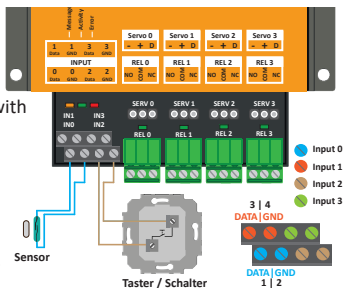 Message
Activity
Error
1 1 3 3
Data GND Data GND
INPUT
0 0 2 2
Data GND Data GND
Servo 0 Servo 1 Servo 2 Servo 3
- + D - + D - + D - + D
REL 0 REL 1 REL 2 REL 3
NO COM NC NO COM NC NO COM NC NO COM NC
with
IN1 IN3
IN0 IN2
SERV 0 SERV 1 SERV 2 SERV 3
REL 0 REL 1 REL 2 REL 3
Input 0
Input 1
Input 2
Input 3
3 | 4
DATA|GND
DATA|GND
1 | 2
Sensor
Taster / Schalter